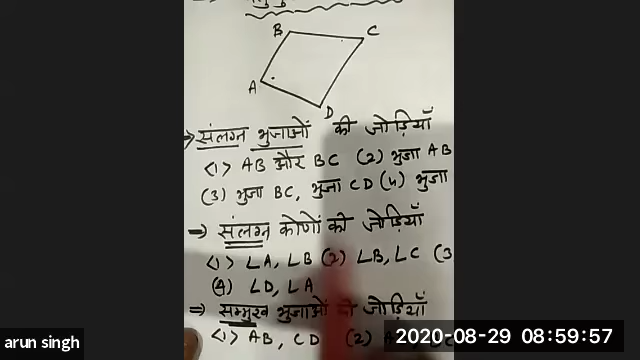 B
C
A
D
→ संलग्न भुजाओं की जोड़ियाँ
<1> AB और BC (2) भुजा AB
(3) भुजा BC, भुजा CD (4) भुजा
⇒ संलग्न कोणों की जोड़ियाँ
<1> ∠A, ∠B (2) ∠B, ∠C (3
(4) ∠D, ∠A
⇒ सम्मुख भुजाओं की जोड़ियाँ
<1> AB, CD (2)
arun singh
2020-08-29 08:59:57